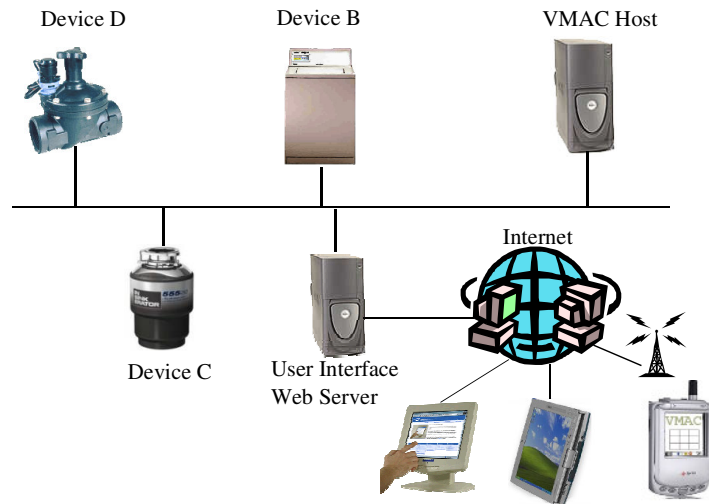 Device D
Device B
VMAC Host
Internet
Device C
User Interface
Web Server
VMAC